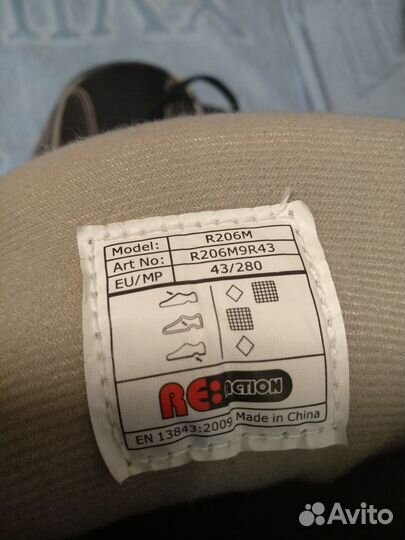 Model: R206M
Art No: R206M9R43
EU/MP 43/280
RE:ACTION
EN 13843:2009 Made in China
Avito